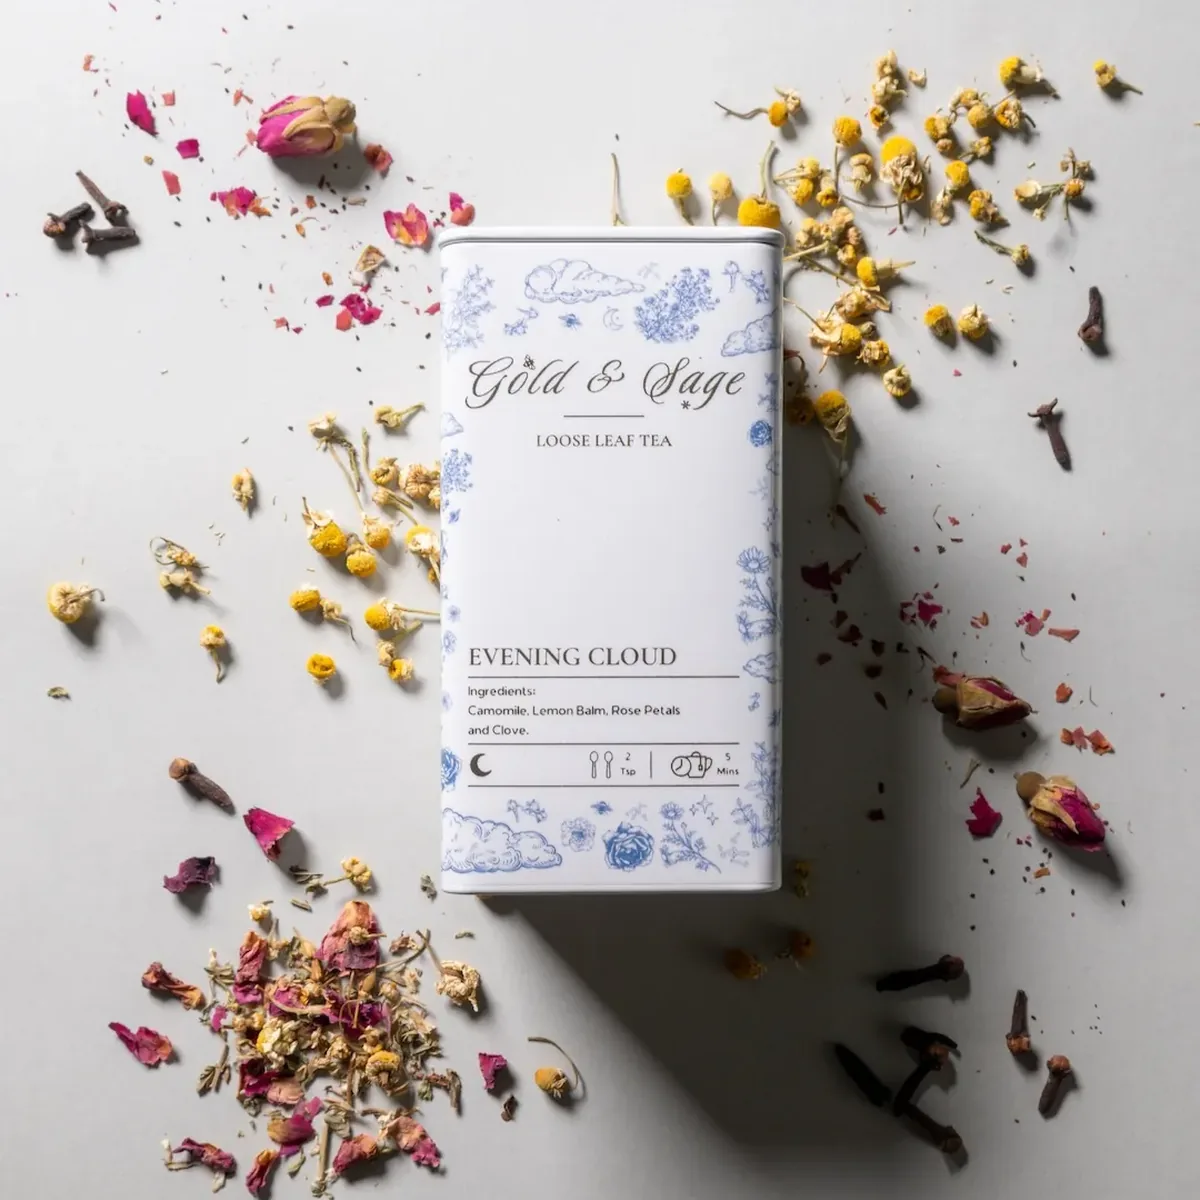 Gold & Sage
LOOSE LEAF TEA
EVENING CLOUD
Ingredients:
Camomile, Lemon Balm, Rose Petals
and Clove.
2 Tsp | 5 Mins